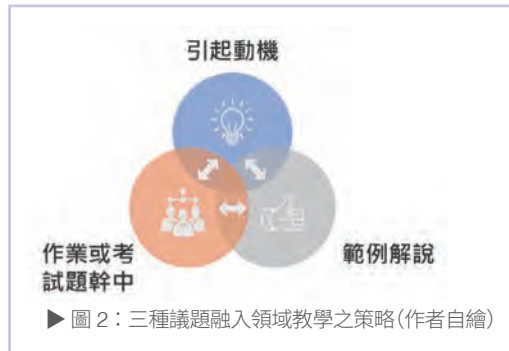 引起動機
作業或考
試題幹中
範例解說
▶ 圖 2：三種議題融入領域教學之策略(作者自繪)